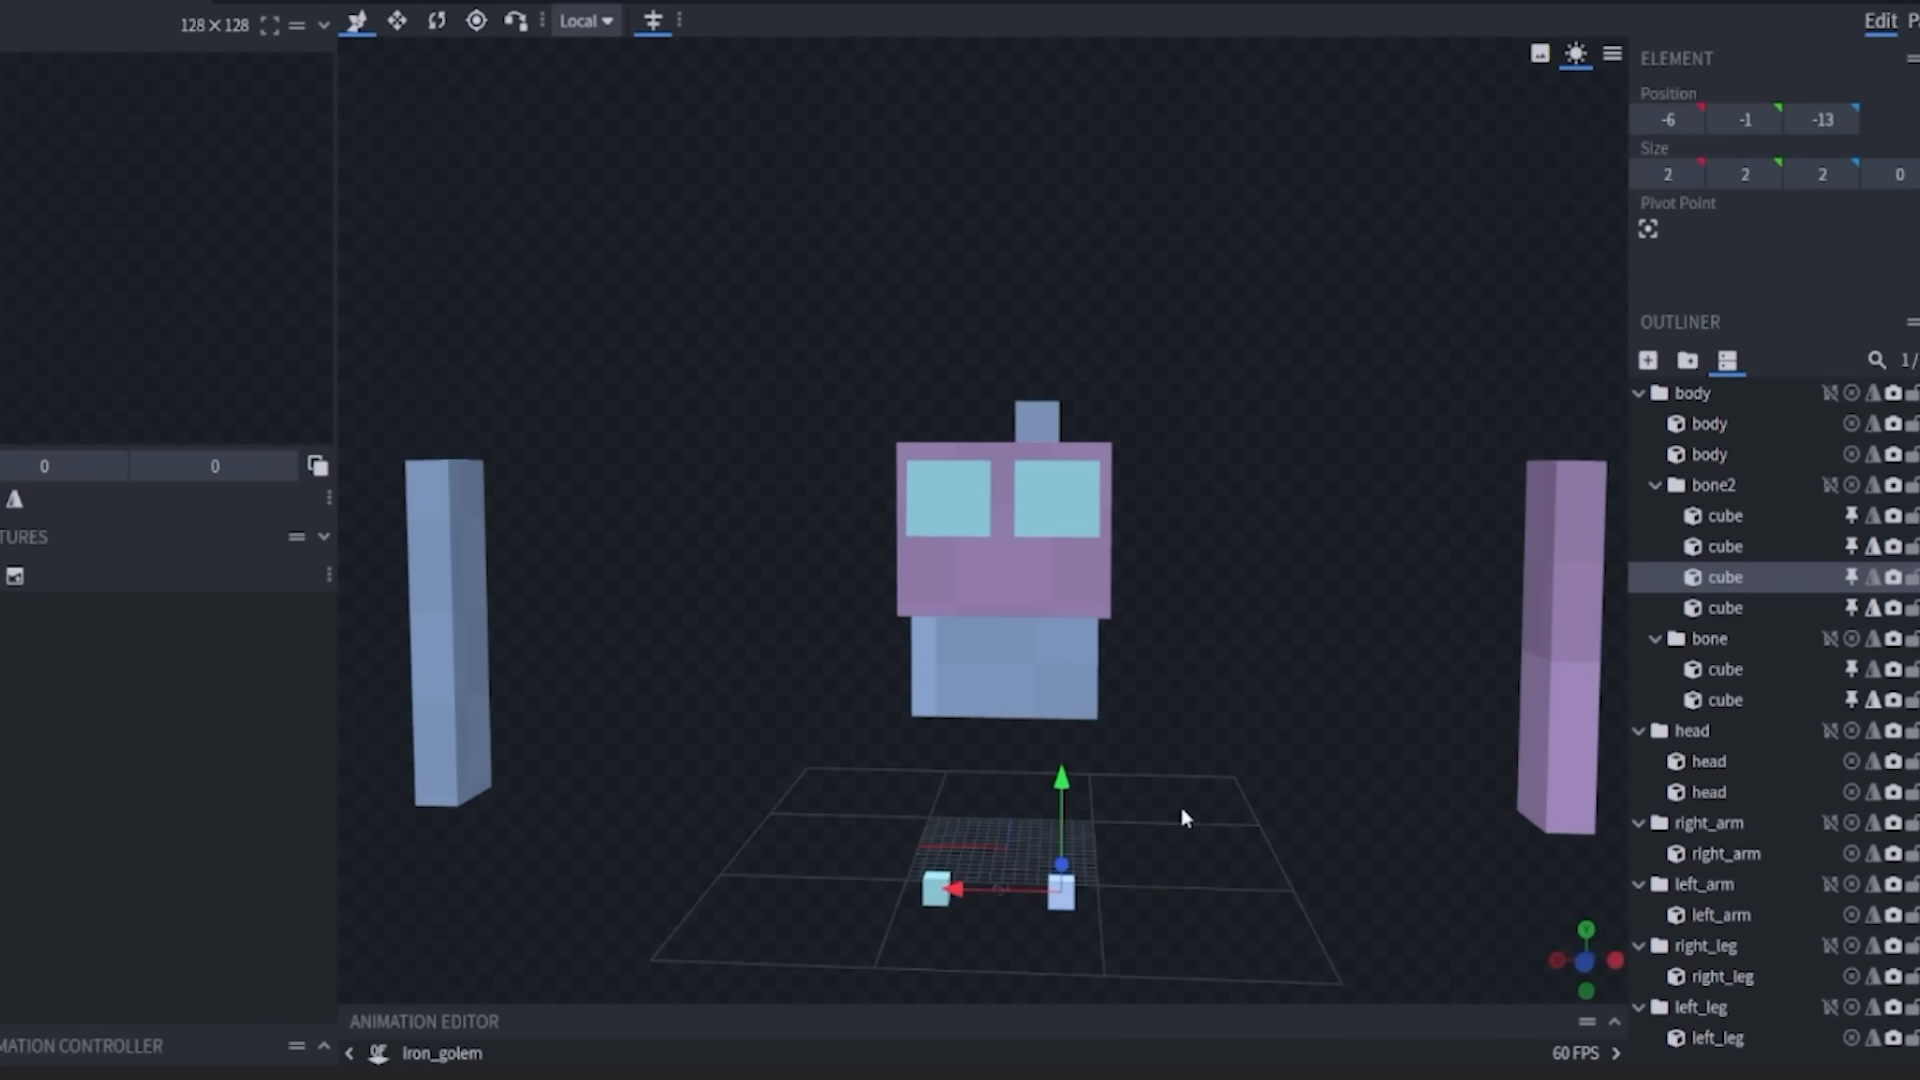 128×128
Local
Edit P
ELEMENT
Position
-6 -1 -13
Size
2 2 2 0
Pivot Point
OUTLINER
1/
body
body
body
bone2
cube
cube
cube
cube
bone
cube
cube
head
head
head
right_arm
right_arm
left_arm
left_arm
right_leg
right_leg
left_leg
left_leg
0 0
TURES
Y
ANIMATION EDITOR
MATION CONTROLLER
Iron_golem
60 FPS